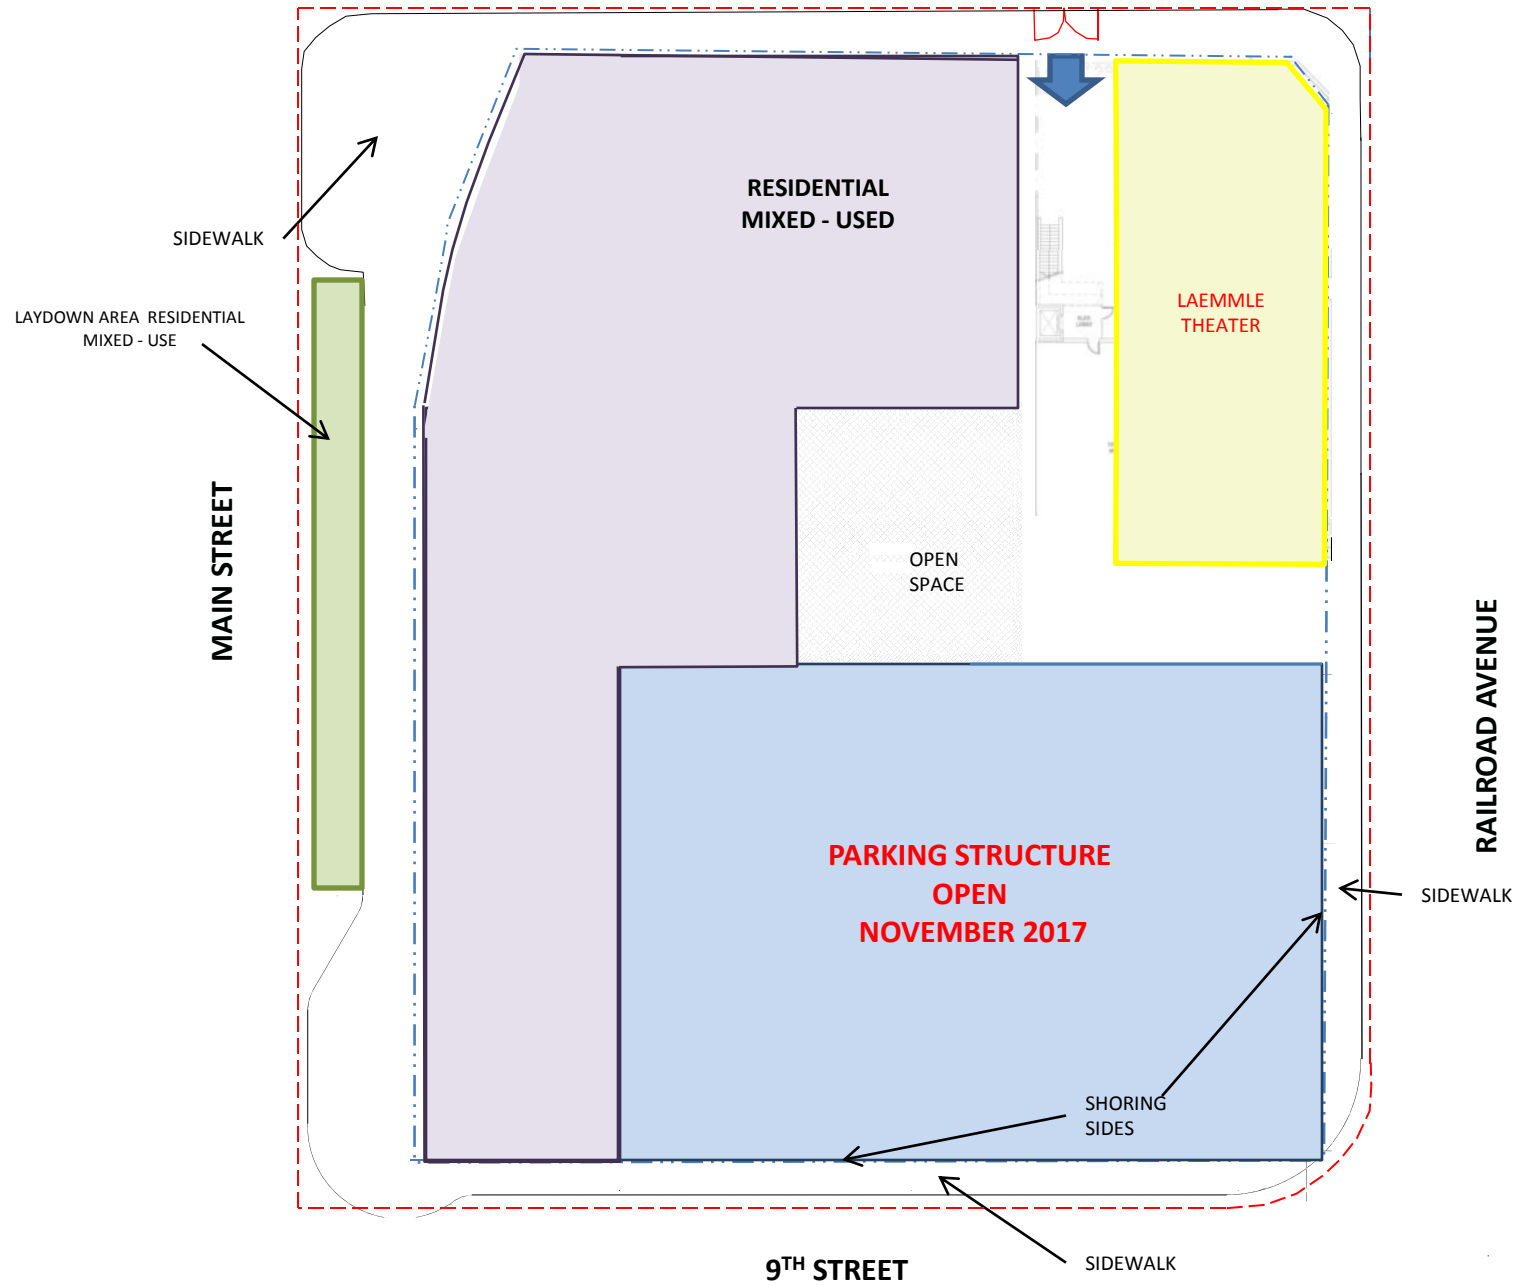 RESIDENTIAL
MIXED - USED
SIDEWALK
LAYDOWN AREA RESIDENTIAL
MIXED - USE
LAEMMLE
THEATER
MAIN STREET
OPEN
SPACE
RAILROAD AVENUE
PARKING STRUCTURE
OPEN
NOVEMBER 2017
SIDEWALK
SHORING
SIDES
9TH STREET
SIDEWALK